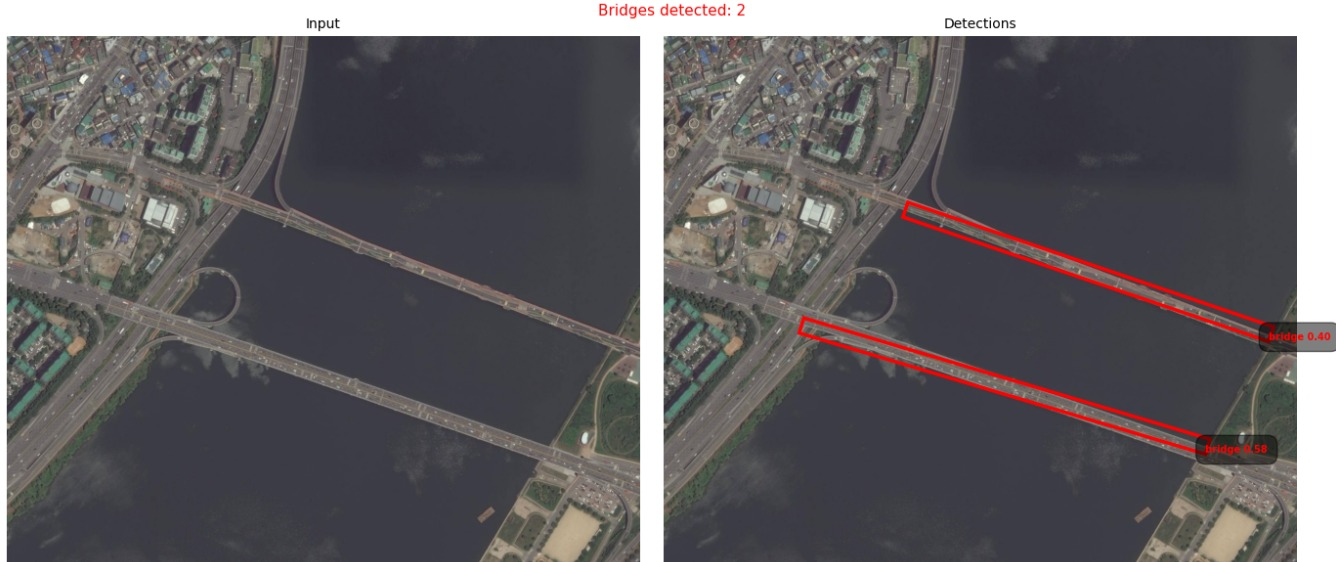 Bridges detected: 2
Input
Detections
bridge 0.40
bridge 0.58